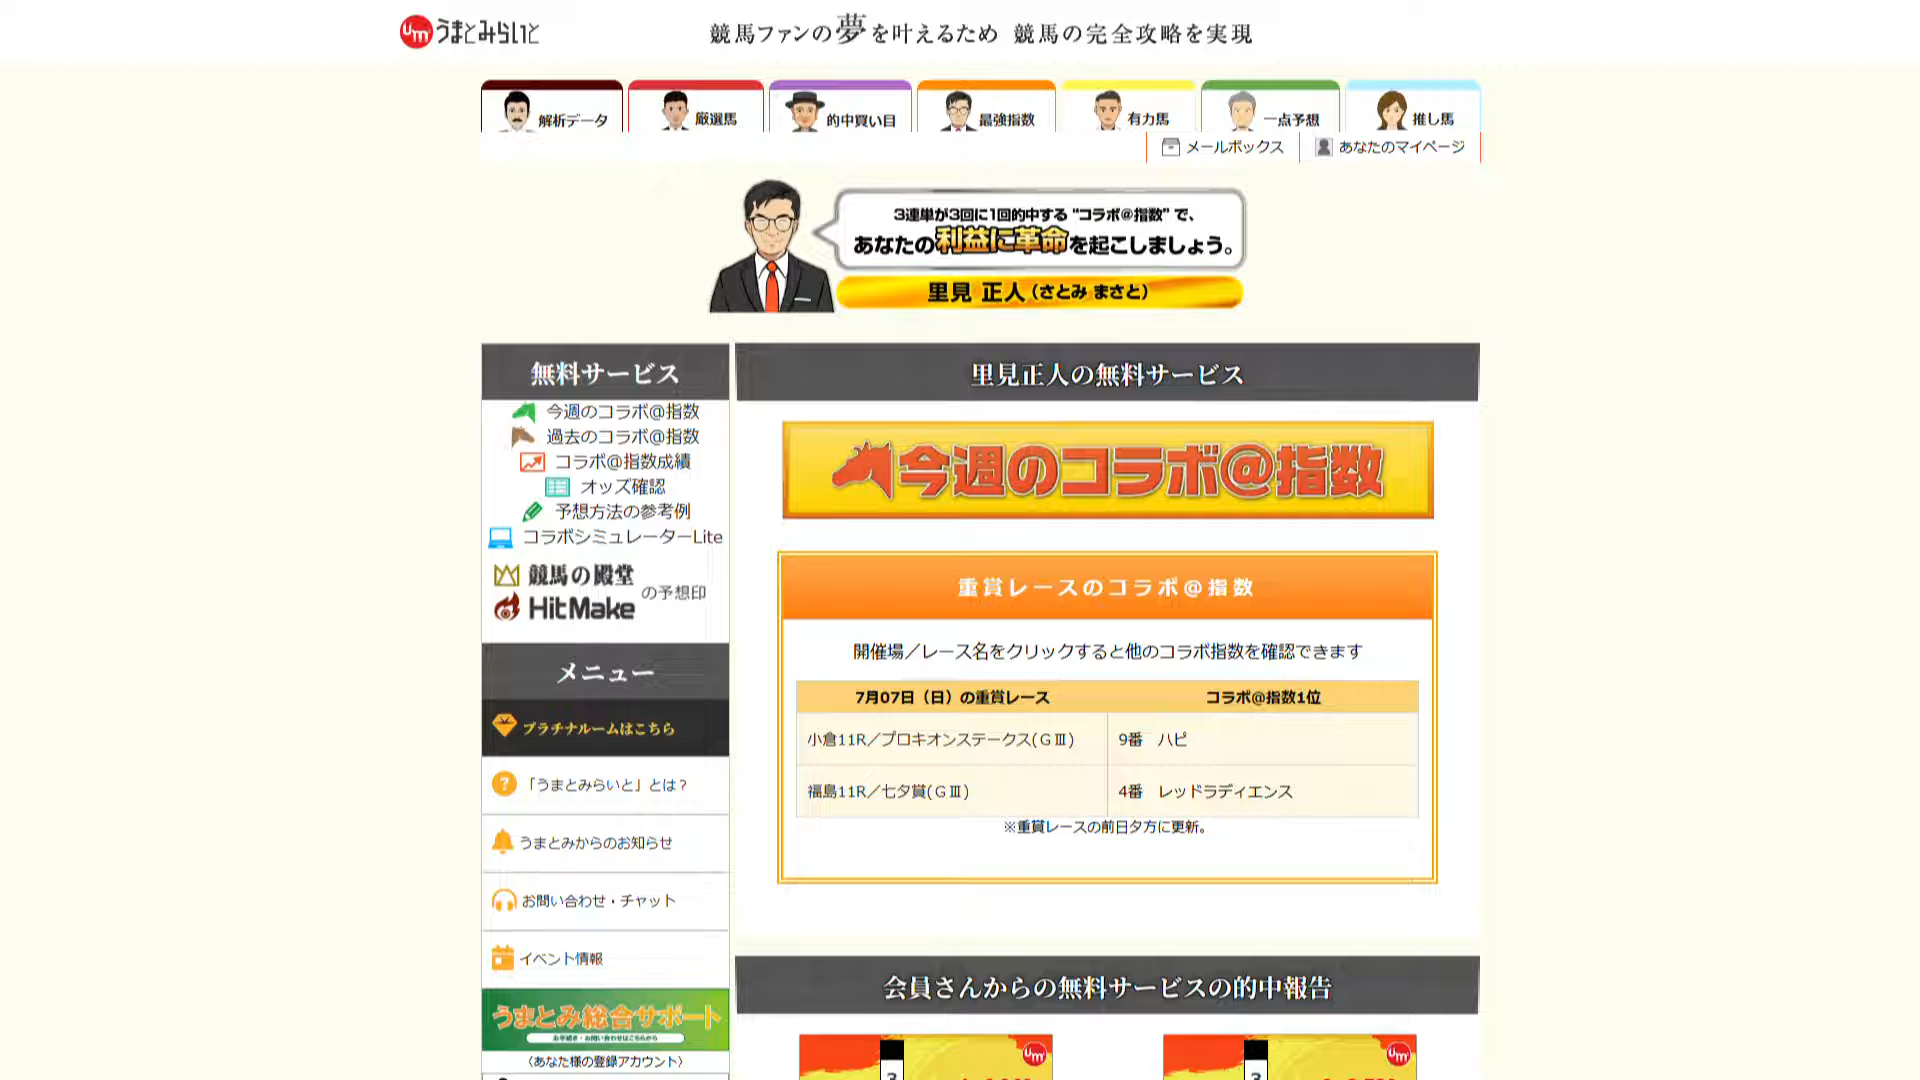 うまとみらいと
競馬ファンの夢を叶えるため 競馬の完全攻略を実現
解析データ
厳選馬
的中買い目
最強指数
有力馬
一点予想
推し馬
メールボックス
あなたのマイページ
3連単が3回に1回的中する“コラボ@指数”で、
あなたの利益に革命を起こしましょう。
里見 正人(さとみ まさと)
無料サービス
今週のコラボ@指数
過去のコラボ@指数
コラボ@指数成績
オッズ確認
予想方法の参考例
コラボシミュレーターLite
競馬の殿堂
HitMake
の予想印
メニュー
プラチナルームはこちら
「うまとみらいと」とは?
うまとみからのお知らせ
お問い合わせ・チャット
イベント情報
うまとみ総合サポート
お手続き・お問い合わせはこちらから
〈あなた様の登録アカウント〉
里見正人の無料サービス
今週のコラボ@指数
重賞レースのコラボ@指数
開催場/レース名をクリックすると他のコラボ指数を確認できます
7月07日(日)の重賞レース
コラボ@指数1位
小倉11R/プロキオンステークス(GⅢ)
9番 ハピ
福島11R/七夕賞(GⅢ)
4番 レッドラディエンス
※重賞レースの前日夕方に更新。
会員さんからの無料サービスの的中報告